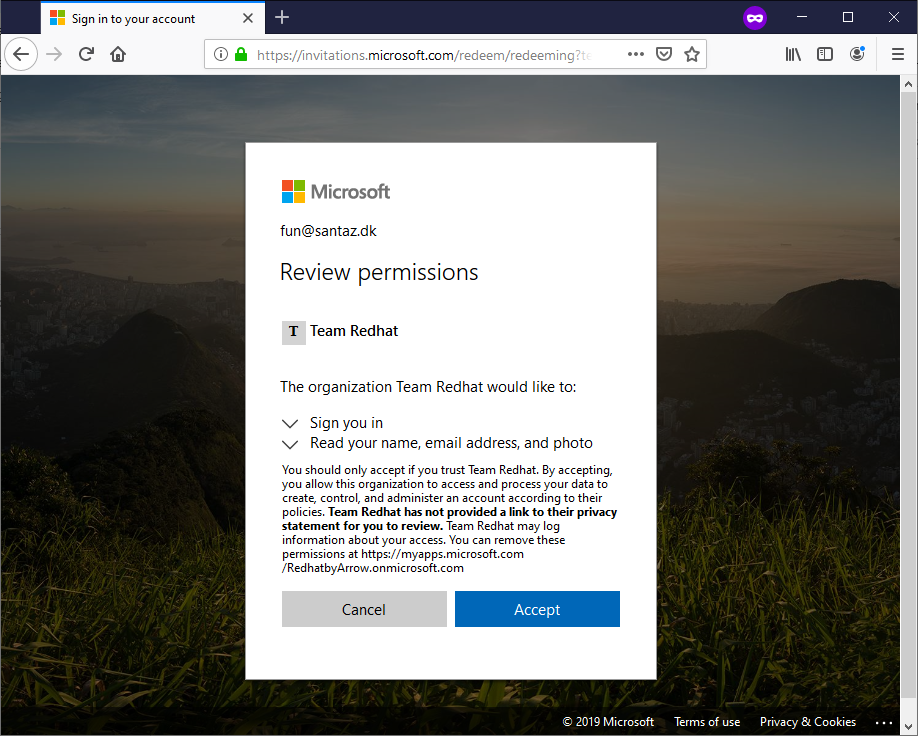 Sign in to your account
https://invitations.microsoft.com/redeem/redeeming?te
Microsoft
fun@santaz.dk
Review permissions
T Team Redhat
The organization Team Redhat would like to:
Sign you in
Read your name, email address, and photo
You should only accept if you trust Team Redhat. By accepting,
you allow this organization to access and process your data to
create, control, and administer an account according to their
policies. Team Redhat has not provided a link to their privacy
statement for you to review. Team Redhat may log
information about your access. You can remove these
permissions at https://myapps.microsoft.com
/RedhatbyArrow.onmicrosoft.com
Cancel Accept
© 2019 Microsoft Terms of use Privacy & Cookies